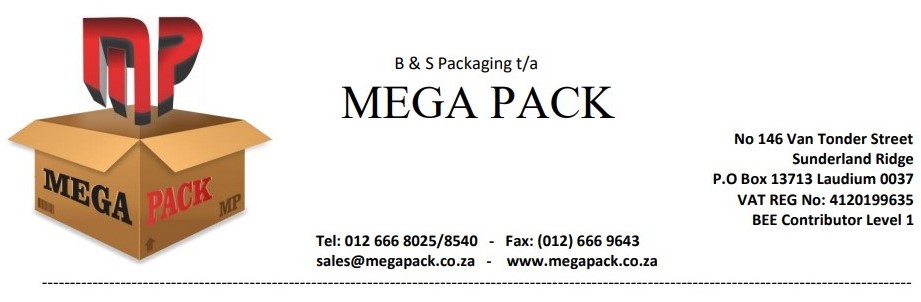 MP
B & S Packaging t/a
MEGA PACK
MEGA PACK MP
No 146 Van Tonder Street
Sunderland Ridge
P.O Box 13713 Laudium 0037
VAT REG No: 4120199635
BEE Contributor Level 1
Tel: 012 666 8025/8540 - Fax: (012) 666 9643
sales@megapack.co.za - www.megapack.co.za